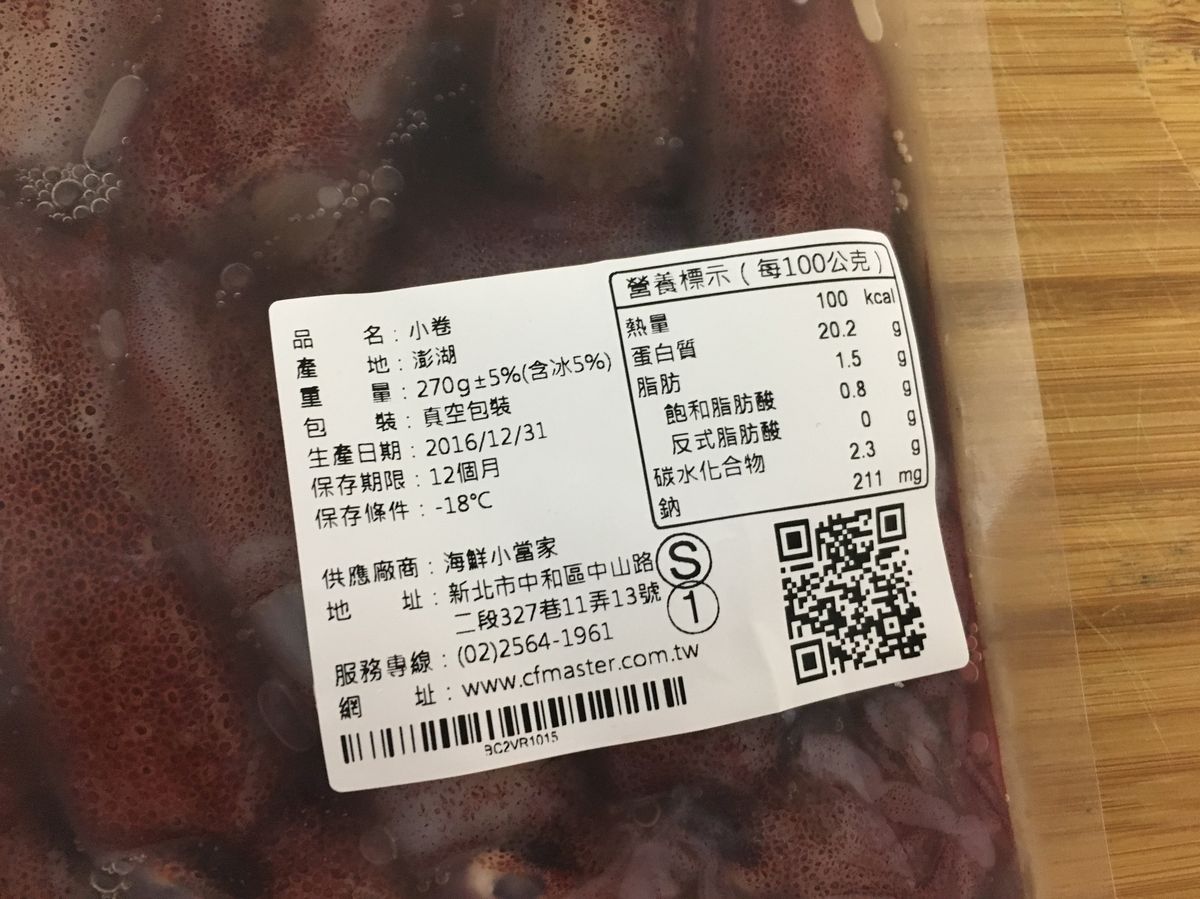 品名：小卷
產地：澎湖
重量：270g±5%(含冰5%)
包裝：真空包裝
生產日期：2016/12/31
保存期限：12個月
保存條件：-18℃
供應廠商：海鮮小當家
地址：新北市中和區中山路
二段327巷11弄13號
服務專線：(02)2564-1961
網址：www.cfmaster.com.tw
BC2VR1015
營養標示（每100公克）
熱量 100 kcal
蛋白質 20.2 g
脂肪 1.5 g
飽和脂肪酸 0.8 g
反式脂肪酸 0 g
碳水化合物 2.3 g
鈉 211 mg
S
1